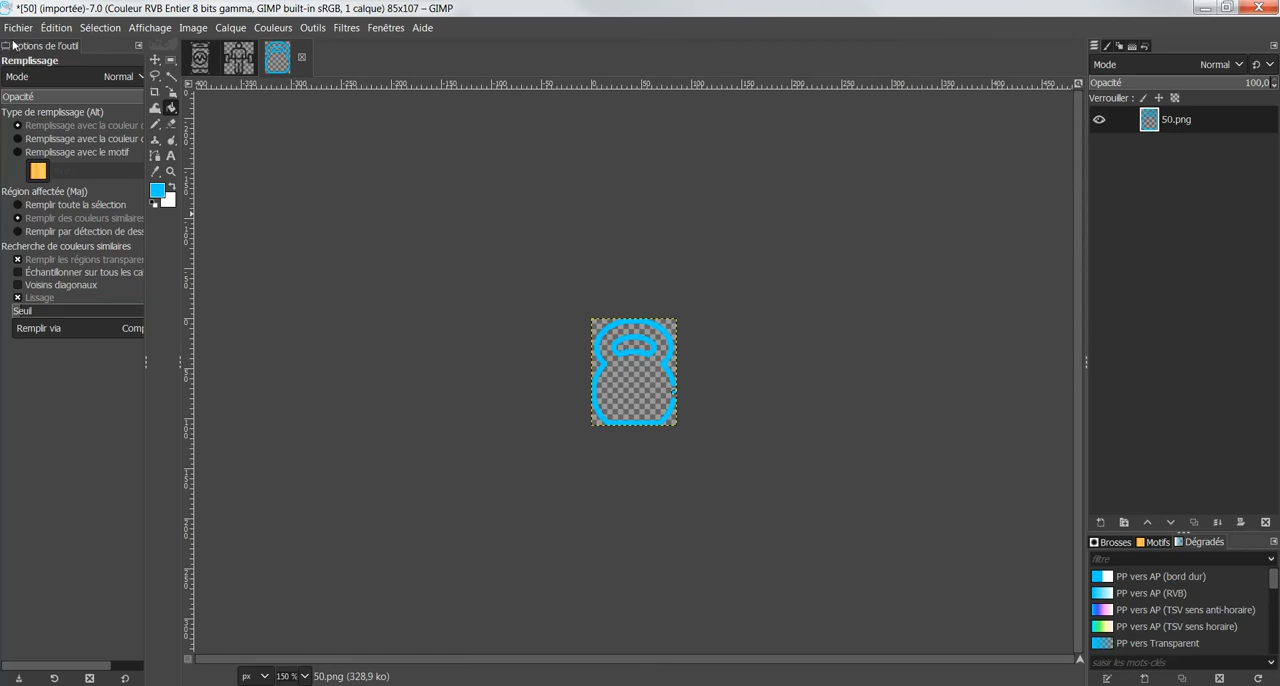 *[50] (importée)-7.0 (Couleur RVB Entier 8 bits gamma, GIMP built-in sRGB, 1 calque) 85x107 – GIMP
Fichier Édition Sélection Affichage Image Calque Couleurs Outils Filtres Fenêtres Aide
ptions de l'outil
Remplissage
Mode Normal
Opacité
Type de remplissage (Alt)
Remplissage avec la couleur d
Remplissage avec la couleur d
Remplissage avec le motif
Région affectée (Maj)
Remplir toute la sélection
Remplir des couleurs similaires
Remplir par détection de dess
Recherche de couleurs similaires
Remplir les régions transparen
Échantillonner sur tous les cal
Voisins diagonaux
Lissage
Seuil
Remplir via Comp
px 150 % 50.png (328,9 ko)
Mode Normal
Opacité 100,0
Verrouiller :
50.png
Brosses Motifs Dégradés
filtre
PP vers AP (bord dur)
PP vers AP (RVB)
PP vers AP (TSV sens anti-horaire)
PP vers AP (TSV sens horaire)
PP vers Transparent
saisir les mots-clés